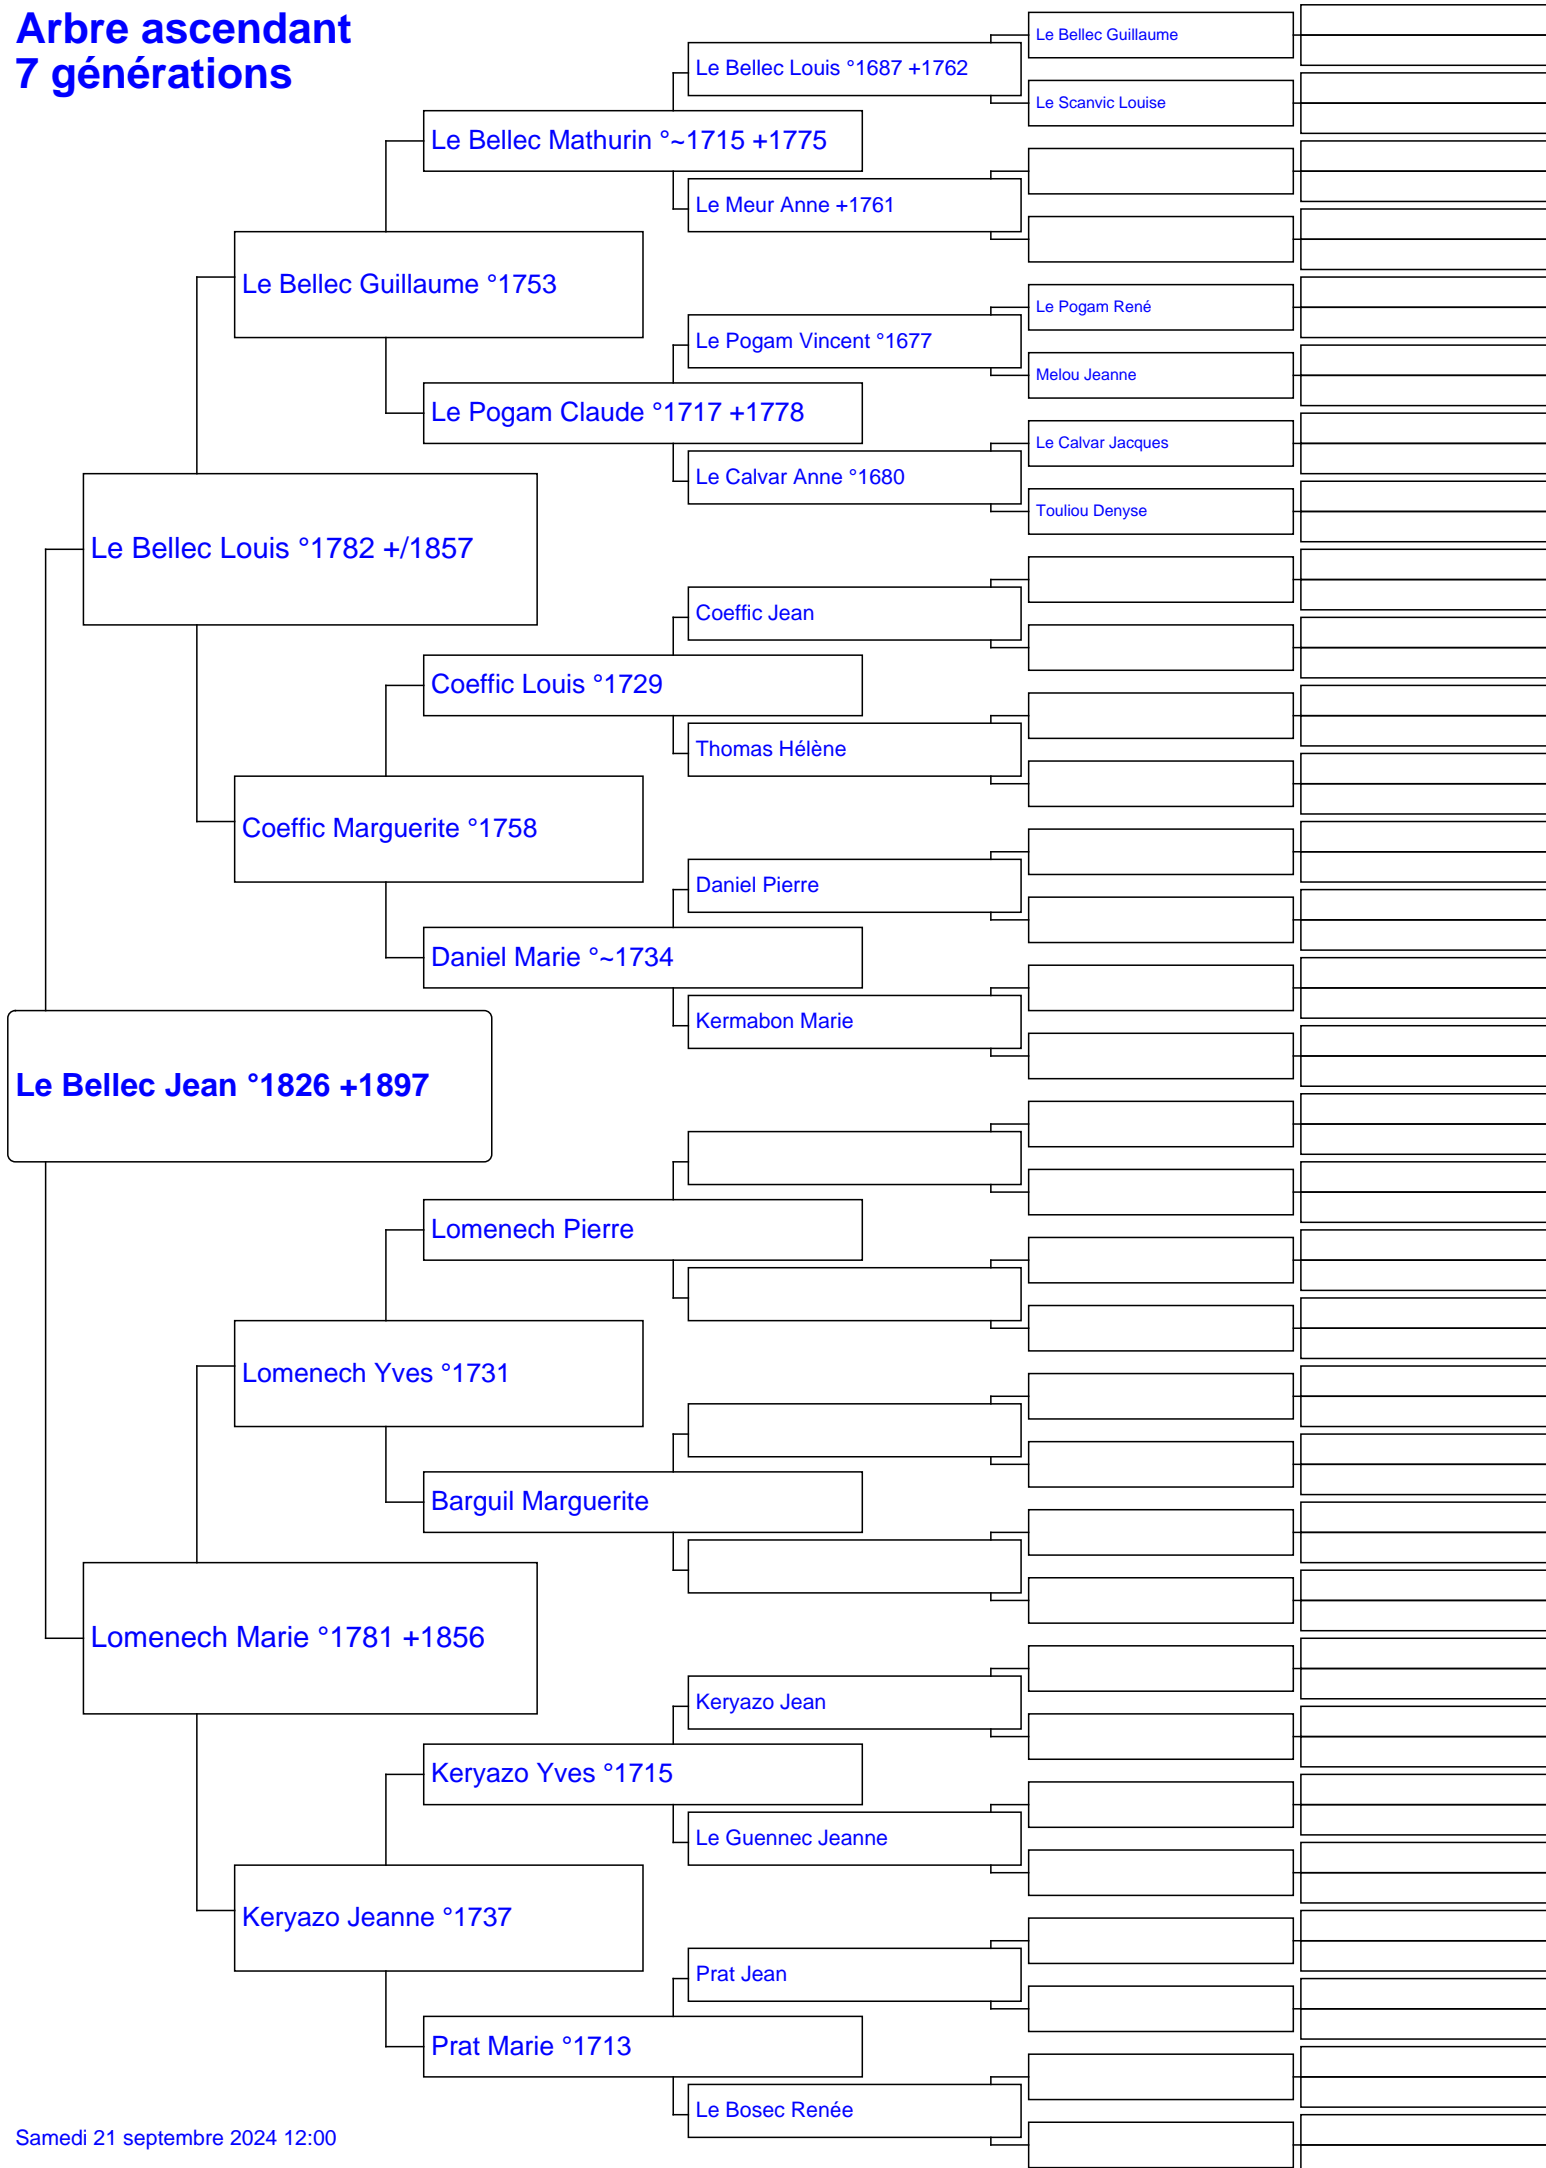 Arbre ascendant
7 générations
Le Bellec Guillaume
Le Bellec Louis °1687 +1762
Le Scanvic Louise
Le Bellec Mathurin °~1715 +1775
Le Meur Anne +1761
Le Bellec Guillaume °1753
Le Pogam René
Le Pogam Vincent °1677
Melou Jeanne
Le Pogam Claude °1717 +1778
Le Calvar Jacques
Le Calvar Anne °1680
Touliou Denyse
Le Bellec Louis °1782 +/1857
Coeffic Jean
Coeffic Louis °1729
Thomas Hélène
Coeffic Marguerite °1758
Daniel Pierre
Daniel Marie °~1734
Kermabon Marie
Le Bellec Jean °1826 +1897
Lomenech Pierre
Lomenech Yves °1731
Barguil Marguerite
Lomenech Marie °1781 +1856
Keryazo Jean
Keryazo Yves °1715
Le Guennec Jeanne
Keryazo Jeanne °1737
Prat Jean
Prat Marie °1713
Le Bosec Renée
Samedi 21 septembre 2024 12:00